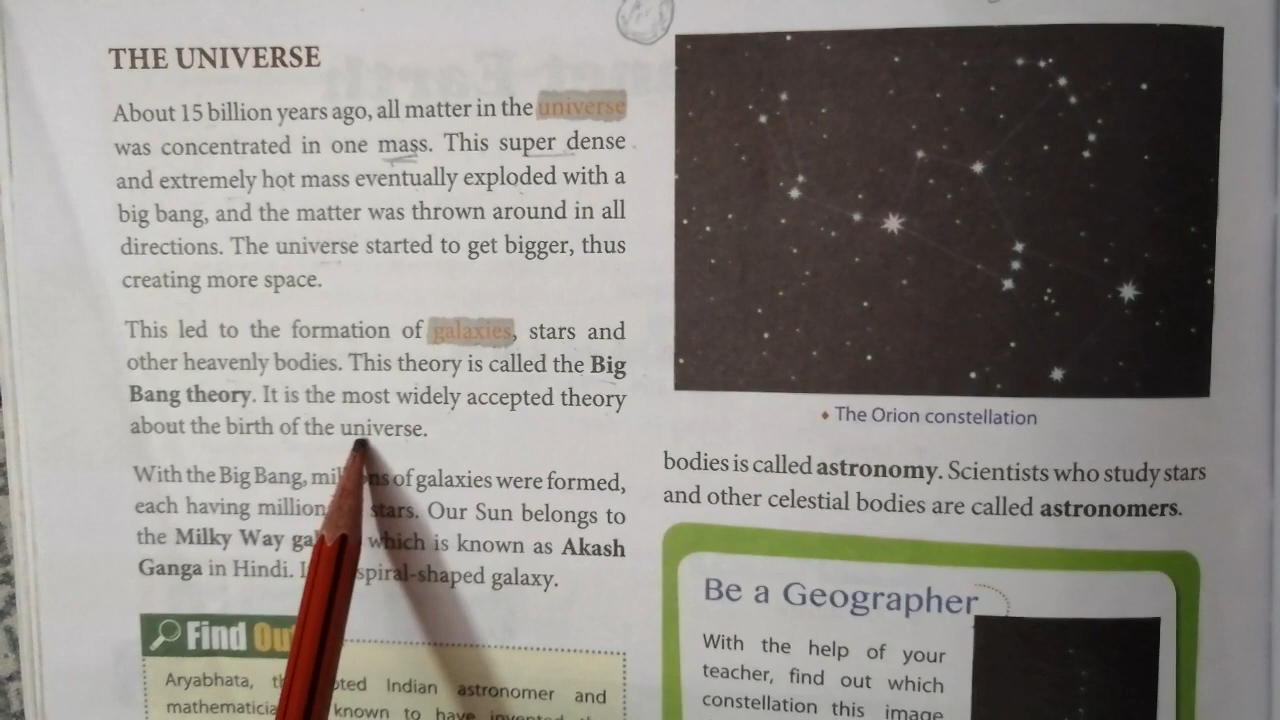 THE UNIVERSE
About 15 billion years ago, all matter in the universe
was concentrated in one mass. This super dense
and extremely hot mass eventually exploded with a
big bang, and the matter was thrown around in all
directions. The universe started to get bigger, thus
creating more space.
This led to the formation of galaxies, stars and
other heavenly bodies. This theory is called the Big
Bang theory. It is the most widely accepted theory
about the birth of the universe.
With the Big Bang, of galaxies were formed,
each having stars. Our Sun belongs to
the Milky Way which is known as Akash
Ganga in Hindi. spiral-shaped galaxy.
Find
Aryabhata, Indian astronomer and
known to have invented
The Orion constellation
bodies is called astronomy. Scientists who study stars
and other celestial bodies are called astronomers.
Be a Geographer
With the help of your
teacher, find out which
constellation this image